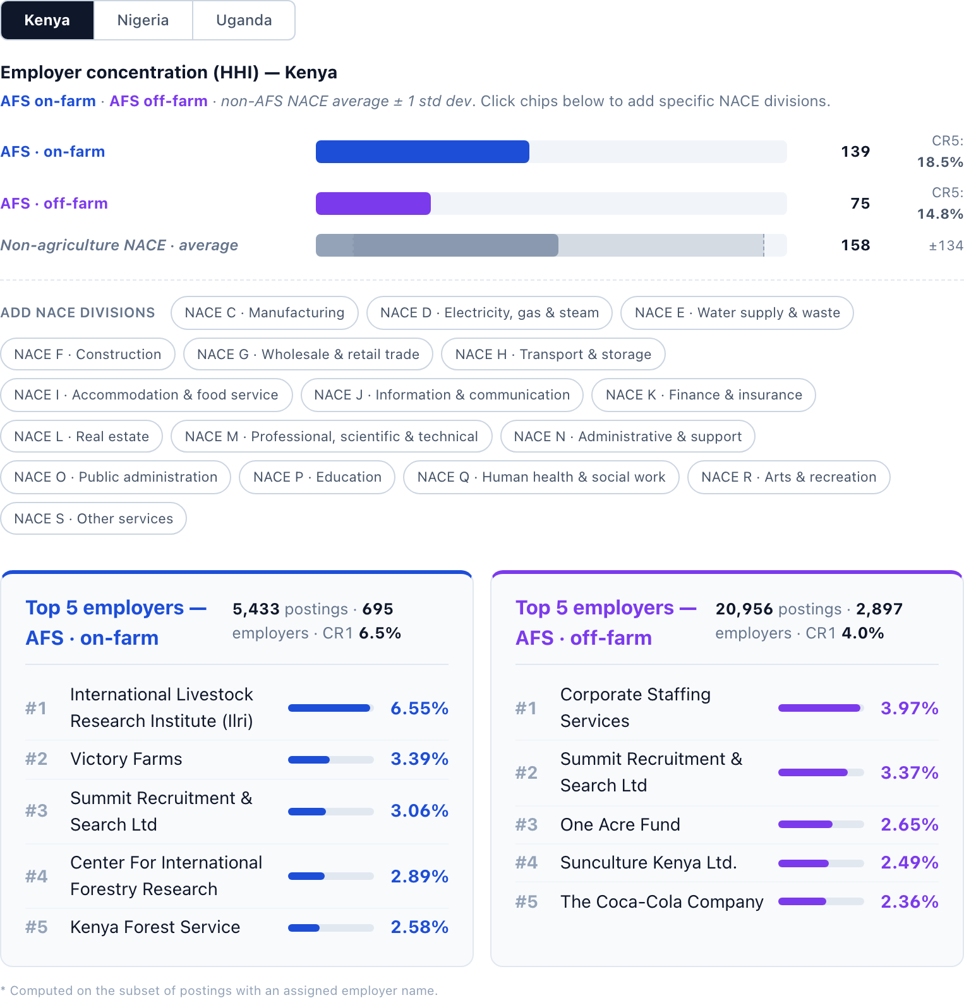 Kenya Nigeria Uganda
Employer concentration (HHI) — Kenya
AFS on-farm · AFS off-farm · non-AFS NACE average ± 1 std dev. Click chips below to add specific NACE divisions.
AFS · on-farm 139 CR5: 18.5%
AFS · off-farm 75 CR5: 14.8%
Non-agriculture NACE · average 158 ±134
ADD NACE DIVISIONS NACE C · Manufacturing NACE D · Electricity, gas & steam NACE E · Water supply & waste
NACE F · Construction NACE G · Wholesale & retail trade NACE H · Transport & storage
NACE I · Accommodation & food service NACE J · Information & communication NACE K · Finance & insurance
NACE L · Real estate NACE M · Professional, scientific & technical NACE N · Administrative & support
NACE O · Public administration NACE P · Education NACE Q · Human health & social work NACE R · Arts & recreation
NACE S · Other services
Top 5 employers —
AFS · on-farm
5,433 postings · 695
employers · CR1 6.5%
#1 International Livestock
Research Institute (Ilri) 6.55%
#2 Victory Farms 3.39%
#3 Summit Recruitment &
Search Ltd 3.06%
#4 Center For International
Forestry Research 2.89%
#5 Kenya Forest Service 2.58%
Top 5 employers —
AFS · off-farm
20,956 postings · 2,897
employers · CR1 4.0%
#1 Corporate Staffing
Services 3.97%
#2 Summit Recruitment &
Search Ltd 3.37%
#3 One Acre Fund 2.65%
#4 Sunculture Kenya Ltd. 2.49%
#5 The Coca-Cola Company 2.36%
* Computed on the subset of postings with an assigned employer name.